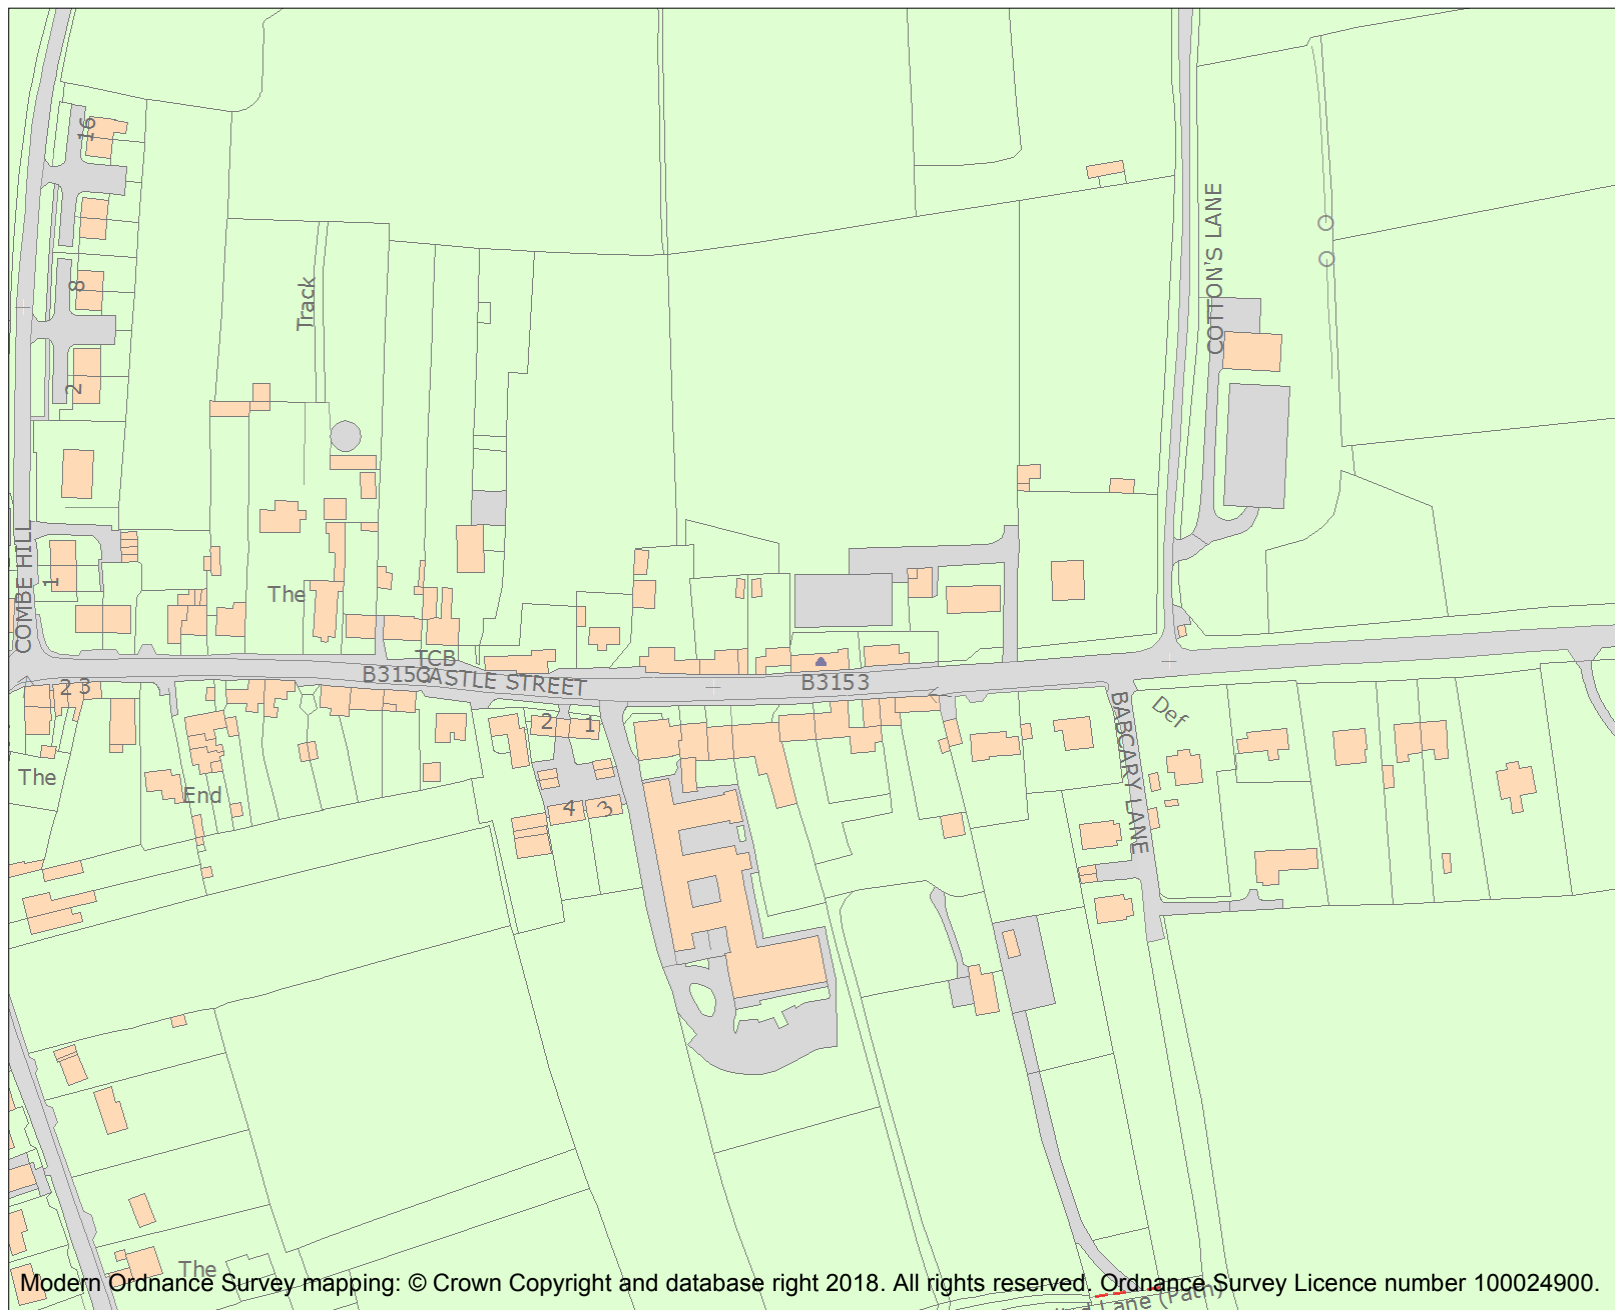 16
8
2
Track
COTTON'S LANE
COMBE HILL
1
The
TCB
B3153
CASTLE STREET
B3153
2 3
2
1
The
End
4
3
BABCARY LANE
Def
The
Lane (Path)
Modern Ordnance Survey mapping: © Crown Copyright and database right 2018. All rights reserved. Ordnance Survey Licence number 100024900.